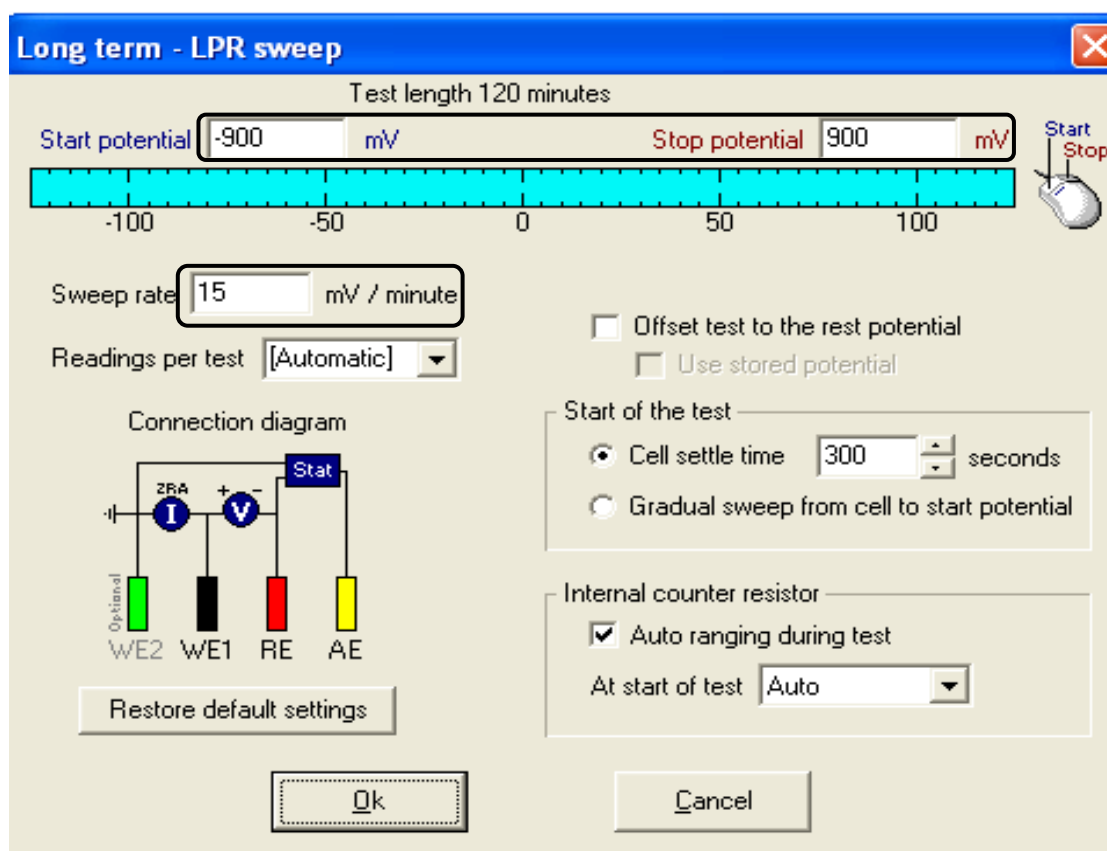 Long term - LPR sweep
Test length 120 minutes
Start potential -900 mV Stop potential 900 mV
Start
Stop
-100 -50 0 50 100
Sweep rate 15 mV / minute
Offset test to the rest potential
Readings per test [Automatic]
Use stored potential
Connection diagram
Start of the test
Stat
Cell settle time 300 seconds
ZRA + -
I V
Gradual sweep from cell to start potential
Optional
WE2 WE1 RE AE
Internal counter resistor
Auto ranging during test
At start of test Auto
Restore default settings
Ok Cancel